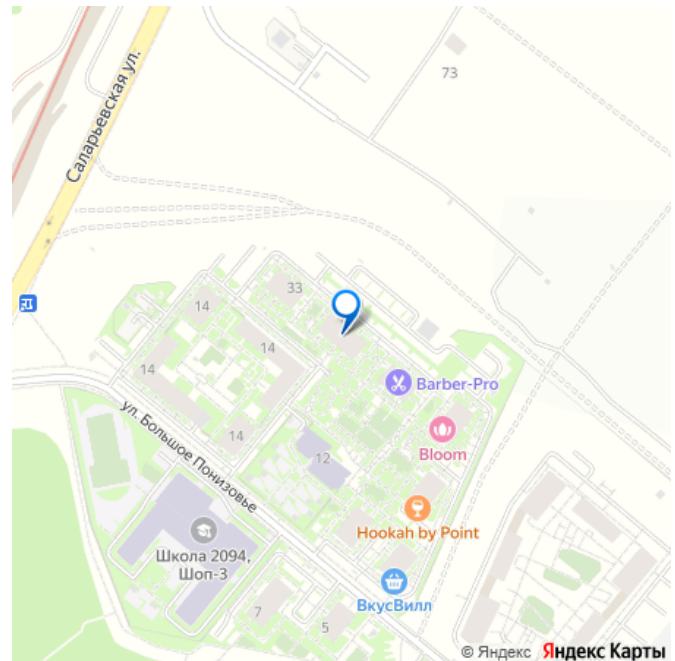 73
Саларьевская ул.
33
14
14
14
14
Barber-Pro
Bloom
12
ул. Большое Понизовье
Hookah by Point
Школа 2094,
Шоп-3
ВкусВилл
7
5
© Яндекс Яндекс Карты